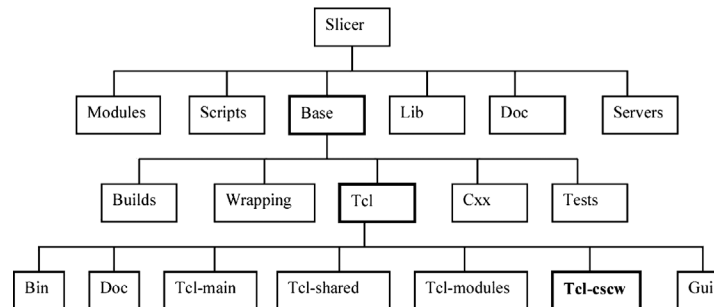 Slicer
Modules Scripts Base Lib Doc Servers
Builds Wrapping Tcl Cxx Tests
Bin Doc Tcl-main Tcl-shared Tcl-modules Tcl-cscw Gui